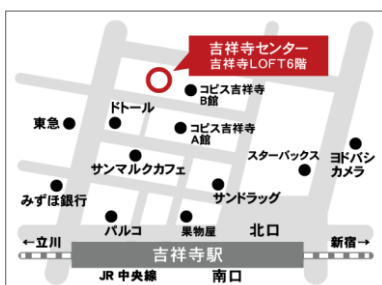 吉祥寺センター
吉祥寺LOFT6階
コピス吉祥寺
B館
ドトール
東急
コピス吉祥寺
A館
サンマルクカフェ
スターバックス
ヨドバシ
カメラ
みずほ銀行
サンドラッグ
パルコ
果物屋
北口
←立川
新宿→
吉祥寺駅
JR 中央線
南口